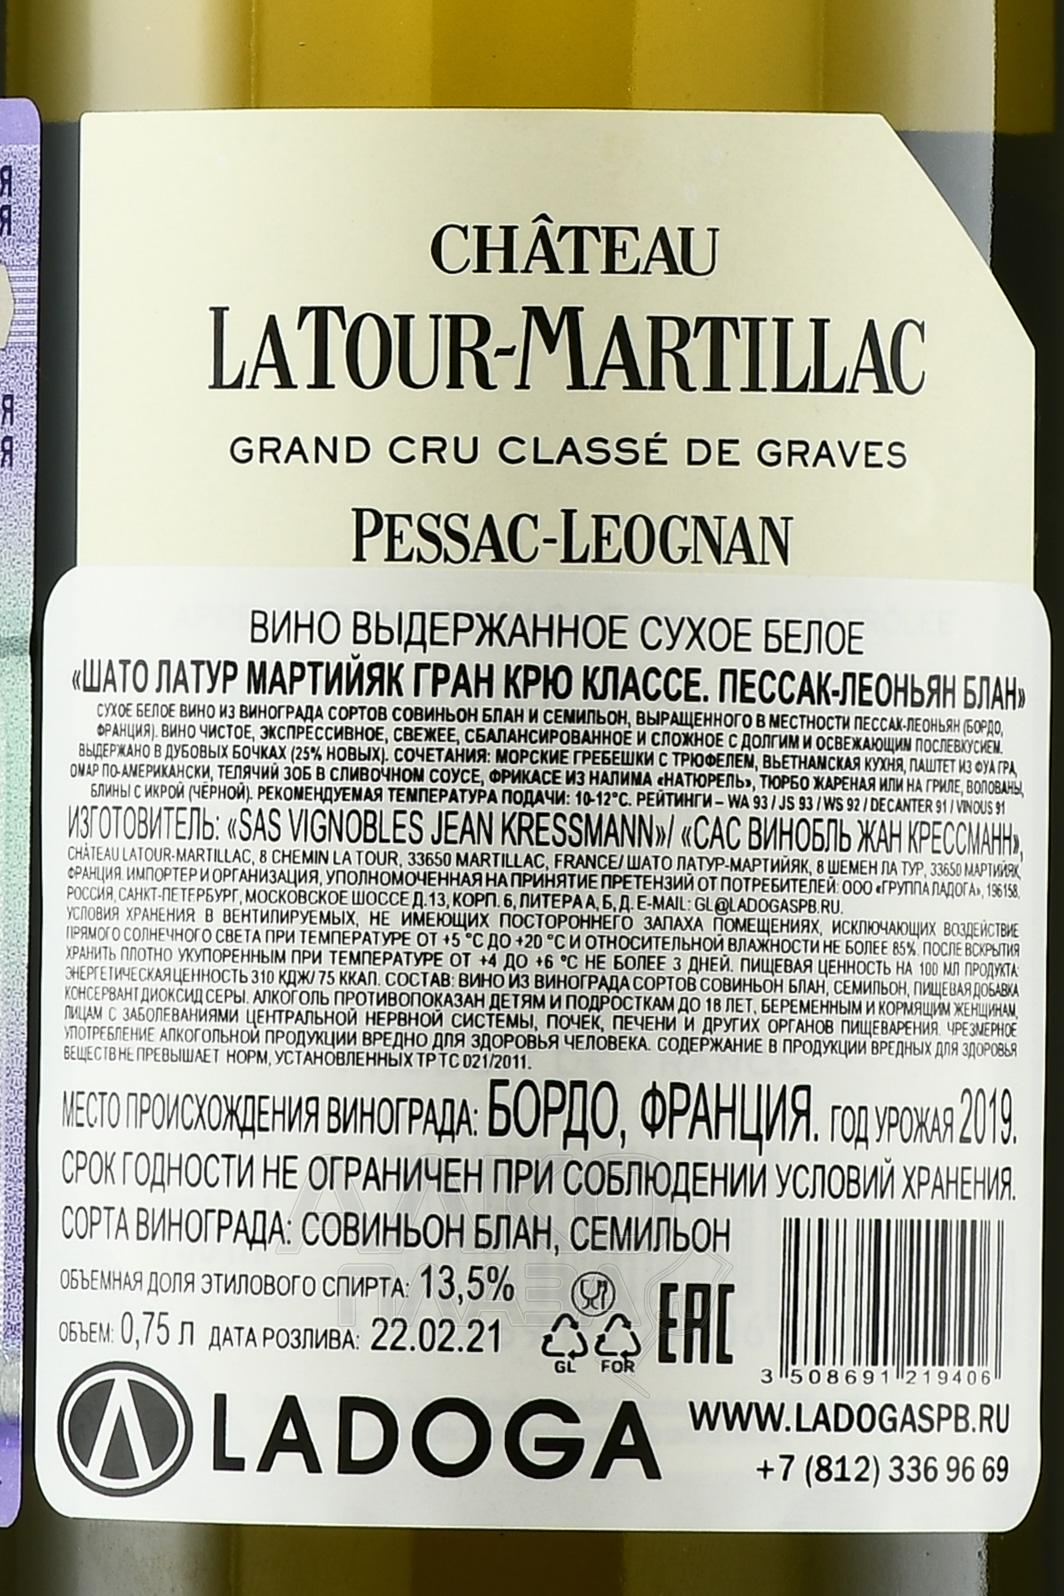 CHÂTEAU
LATOUR-MARTILLAC
GRAND CRU CLASSÉ DE GRAVES
PESSAC-LEOGNAN
ВИНО ВЫДЕРЖАННОЕ СУХОЕ БЕЛОЕ
«ШАТО ЛАТУР МАРТИЙЯК ГРАН КРЮ КЛАССЕ. ПЕССАК-ЛЕОНЬЯН БЛАН»
СУХОЕ БЕЛОЕ ВИНО ИЗ ВИНОГРАДА СОРТОВ СОВИНЬОН БЛАН И СЕМИЛЬОН, ВЫРАЩЕННОГО В МЕСТНОСТИ ПЕССАК-ЛЕОНЬЯН (БОРДО,
ФРАНЦИЯ). ВИНО ЧИСТОЕ, ЭКСПРЕССИВНОЕ, СВЕЖЕЕ, СБАЛАНСИРОВАННОЕ И СЛОЖНОЕ С ДОЛГИМ И ОСВЕЖАЮЩИМ ПОСЛЕВКУСИЕМ.
ВЫДЕРЖАНО В ДУБОВЫХ БОЧКАХ (25% НОВЫХ). СОЧЕТАНИЯ: МОРСКИЕ ГРЕБЕШКИ С ТРЮФЕЛЕМ, ВЬЕТНАМСКАЯ КУХНЯ, ПАШТЕТ ИЗ ФУА ГРА,
ОМАР ПО-АМЕРИКАНСКИ, ТЕЛЯЧИЙ ЗОБ В СЛИВОЧНОМ СОУСЕ, ФРИКАСЕ ИЗ НАЛИМА «НАТЮРЕЛЬ», ТЮРБО ЖАРЕНАЯ ИЛИ НА ГРИЛЕ, ВОЛОВАНЫ,
БЛИНЫ С ИКРОЙ (ЧЁРНОЙ). РЕКОМЕНДУЕМАЯ ТЕМПЕРАТУРА ПОДАЧИ: 10-12°С. РЕЙТИНГИ – WA 93 / JS 93 / WS 92 / DECANTER 91 / VINOUS 91
ИЗГОТОВИТЕЛЬ: «SAS VIGNOBLES JEAN KRESSMANN»/ «САС ВИНОБЛЬ ЖАН КРЕССМАНН»,
CHÂTEAU LATOUR-MARTILLAC, 8 CHEMIN LA TOUR, 33650 MARTILLAC, FRANCE/ ШАТО ЛАТУР-МАРТИЙЯК, 8 ШЕМЕН ЛА ТУР, 33650 МАРТИЙЯК,
ФРАНЦИЯ. ИМПОРТЕР И ОРГАНИЗАЦИЯ, УПОЛНОМОЧЕННАЯ НА ПРИНЯТИЕ ПРЕТЕНЗИЙ ОТ ПОТРЕБИТЕЛЕЙ: ООО «ГРУППА ЛАДОГА», 196158,
РОССИЯ, САНКТ-ПЕТЕРБУРГ, МОСКОВСКОЕ ШОССЕ Д. 13, КОРП. 6, ЛИТЕРА А, Б, Д. E-MAIL: GL@LADOGASPB.RU.
УСЛОВИЯ ХРАНЕНИЯ В ВЕНТИЛИРУЕМЫХ, НЕ ИМЕЮЩИХ ПОСТОРОННЕГО ЗАПАХА ПОМЕЩЕНИЯХ, ИСКЛЮЧАЮЩИХ ВОЗДЕЙСТВИЕ
ПРЯМОГО СОЛНЕЧНОГО СВЕТА ПРИ ТЕМПЕРАТУРЕ ОТ +5 °С ДО +20 °С И ОТНОСИТЕЛЬНОЙ ВЛАЖНОСТИ НЕ БОЛЕЕ 85%. ПОСЛЕ ВСКРЫТИЯ
ХРАНИТЬ ПЛОТНО УКУПОРЕННЫМ ПРИ ТЕМПЕРАТУРЕ ОТ +4 ДО +6 °С НЕ БОЛЕЕ 3 ДНЕЙ. ПИЩЕВАЯ ЦЕННОСТЬ НА 100 МЛ ПРОДУКТА:
ЭНЕРГЕТИЧЕСКАЯ ЦЕННОСТЬ 310 КДЖ/ 75 ККАЛ. СОСТАВ: ВИНО ИЗ ВИНОГРАДА СОРТОВ СОВИНЬОН БЛАН, СЕМИЛЬОН, ПИЩЕВАЯ ДОБАВКА
КОНСЕРВАНТ ДИОКСИД СЕРЫ. АЛКОГОЛЬ ПРОТИВОПОКАЗАН ДЕТЯМ И ПОДРОСТКАМ ДО 18 ЛЕТ, БЕРЕМЕННЫМ И КОРМЯЩИМ ЖЕНЩИНАМ,
ЛИЦАМ С ЗАБОЛЕВАНИЯМИ ЦЕНТРАЛЬНОЙ НЕРВНОЙ СИСТЕМЫ, ПОЧЕК, ПЕЧЕНИ И ДРУГИХ ОРГАНОВ ПИЩЕВАРЕНИЯ. ЧРЕЗМЕРНОЕ
УПОТРЕБЛЕНИЕ АЛКОГОЛЬНОЙ ПРОДУКЦИИ ВРЕДНО ДЛЯ ЗДОРОВЬЯ ЧЕЛОВЕКА. СОДЕРЖАНИЕ В ПРОДУКЦИИ ВРЕДНЫХ ДЛЯ ЗДОРОВЬЯ
ВЕЩЕСТВ НЕ ПРЕВЫШАЕТ НОРМ, УСТАНОВЛЕННЫХ ТР ТС 021/2011.
МЕСТО ПРОИСХОЖДЕНИЯ ВИНОГРАДА: БОРДО, ФРАНЦИЯ. ГОД УРОЖАЯ 2019.
СРОК ГОДНОСТИ НЕ ОГРАНИЧЕН ПРИ СОБЛЮДЕНИИ УСЛОВИЙ ХРАНЕНИЯ.
СОРТА ВИНОГРАДА: СОВИНЬОН БЛАН, СЕМИЛЬОН
ОБЪЕМНАЯ ДОЛЯ ЭТИЛОВОГО СПИРТА: 13,5%
ОБЪЕМ: 0,75 Л ДАТА РОЗЛИВА: 22.02.21
GL FOR
EAC
3 508691 219406
LADOGA
WWW.LADOGASPB.RU
+7 (812) 336 96 69